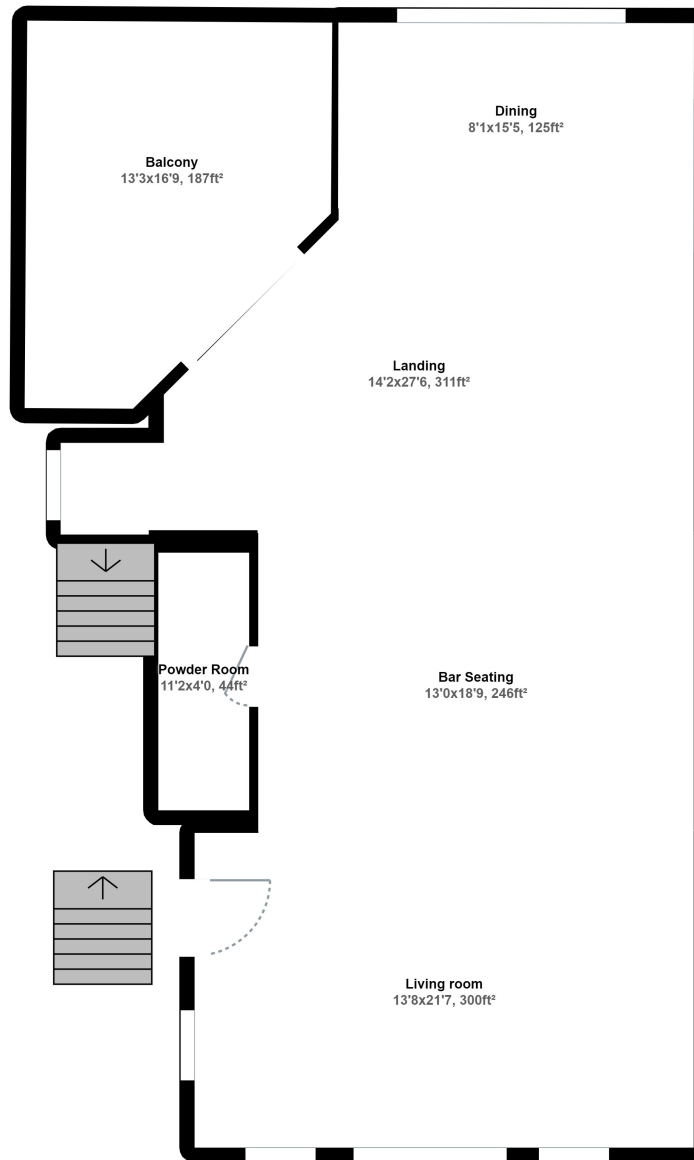 Dining
8'1x15'5, 125ft²
Balcony
13'3x16'9, 187ft²
Landing
14'2x27'6, 311ft²
Powder Room
11'2x4'0, 44ft²
Bar Seating
13'0x18'9, 246ft²
Living room
13'8x21'7, 300ft²